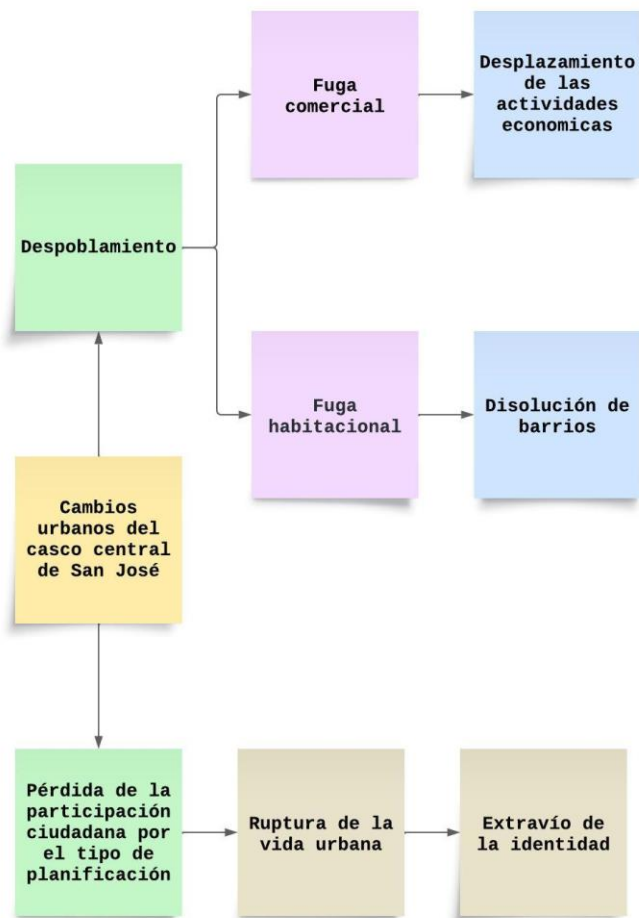 Fuga
comercial
Desplazamiento
de las
actividades
economicas
Despoblamiento
Fuga
habitacional
Disolución de
barrios
Cambios
urbanos del
casco central
de San José
Pérdida de la
participación
ciudadana por
el tipo de
planificación
Ruptura de la
vida urbana
Extravío de
la identidad